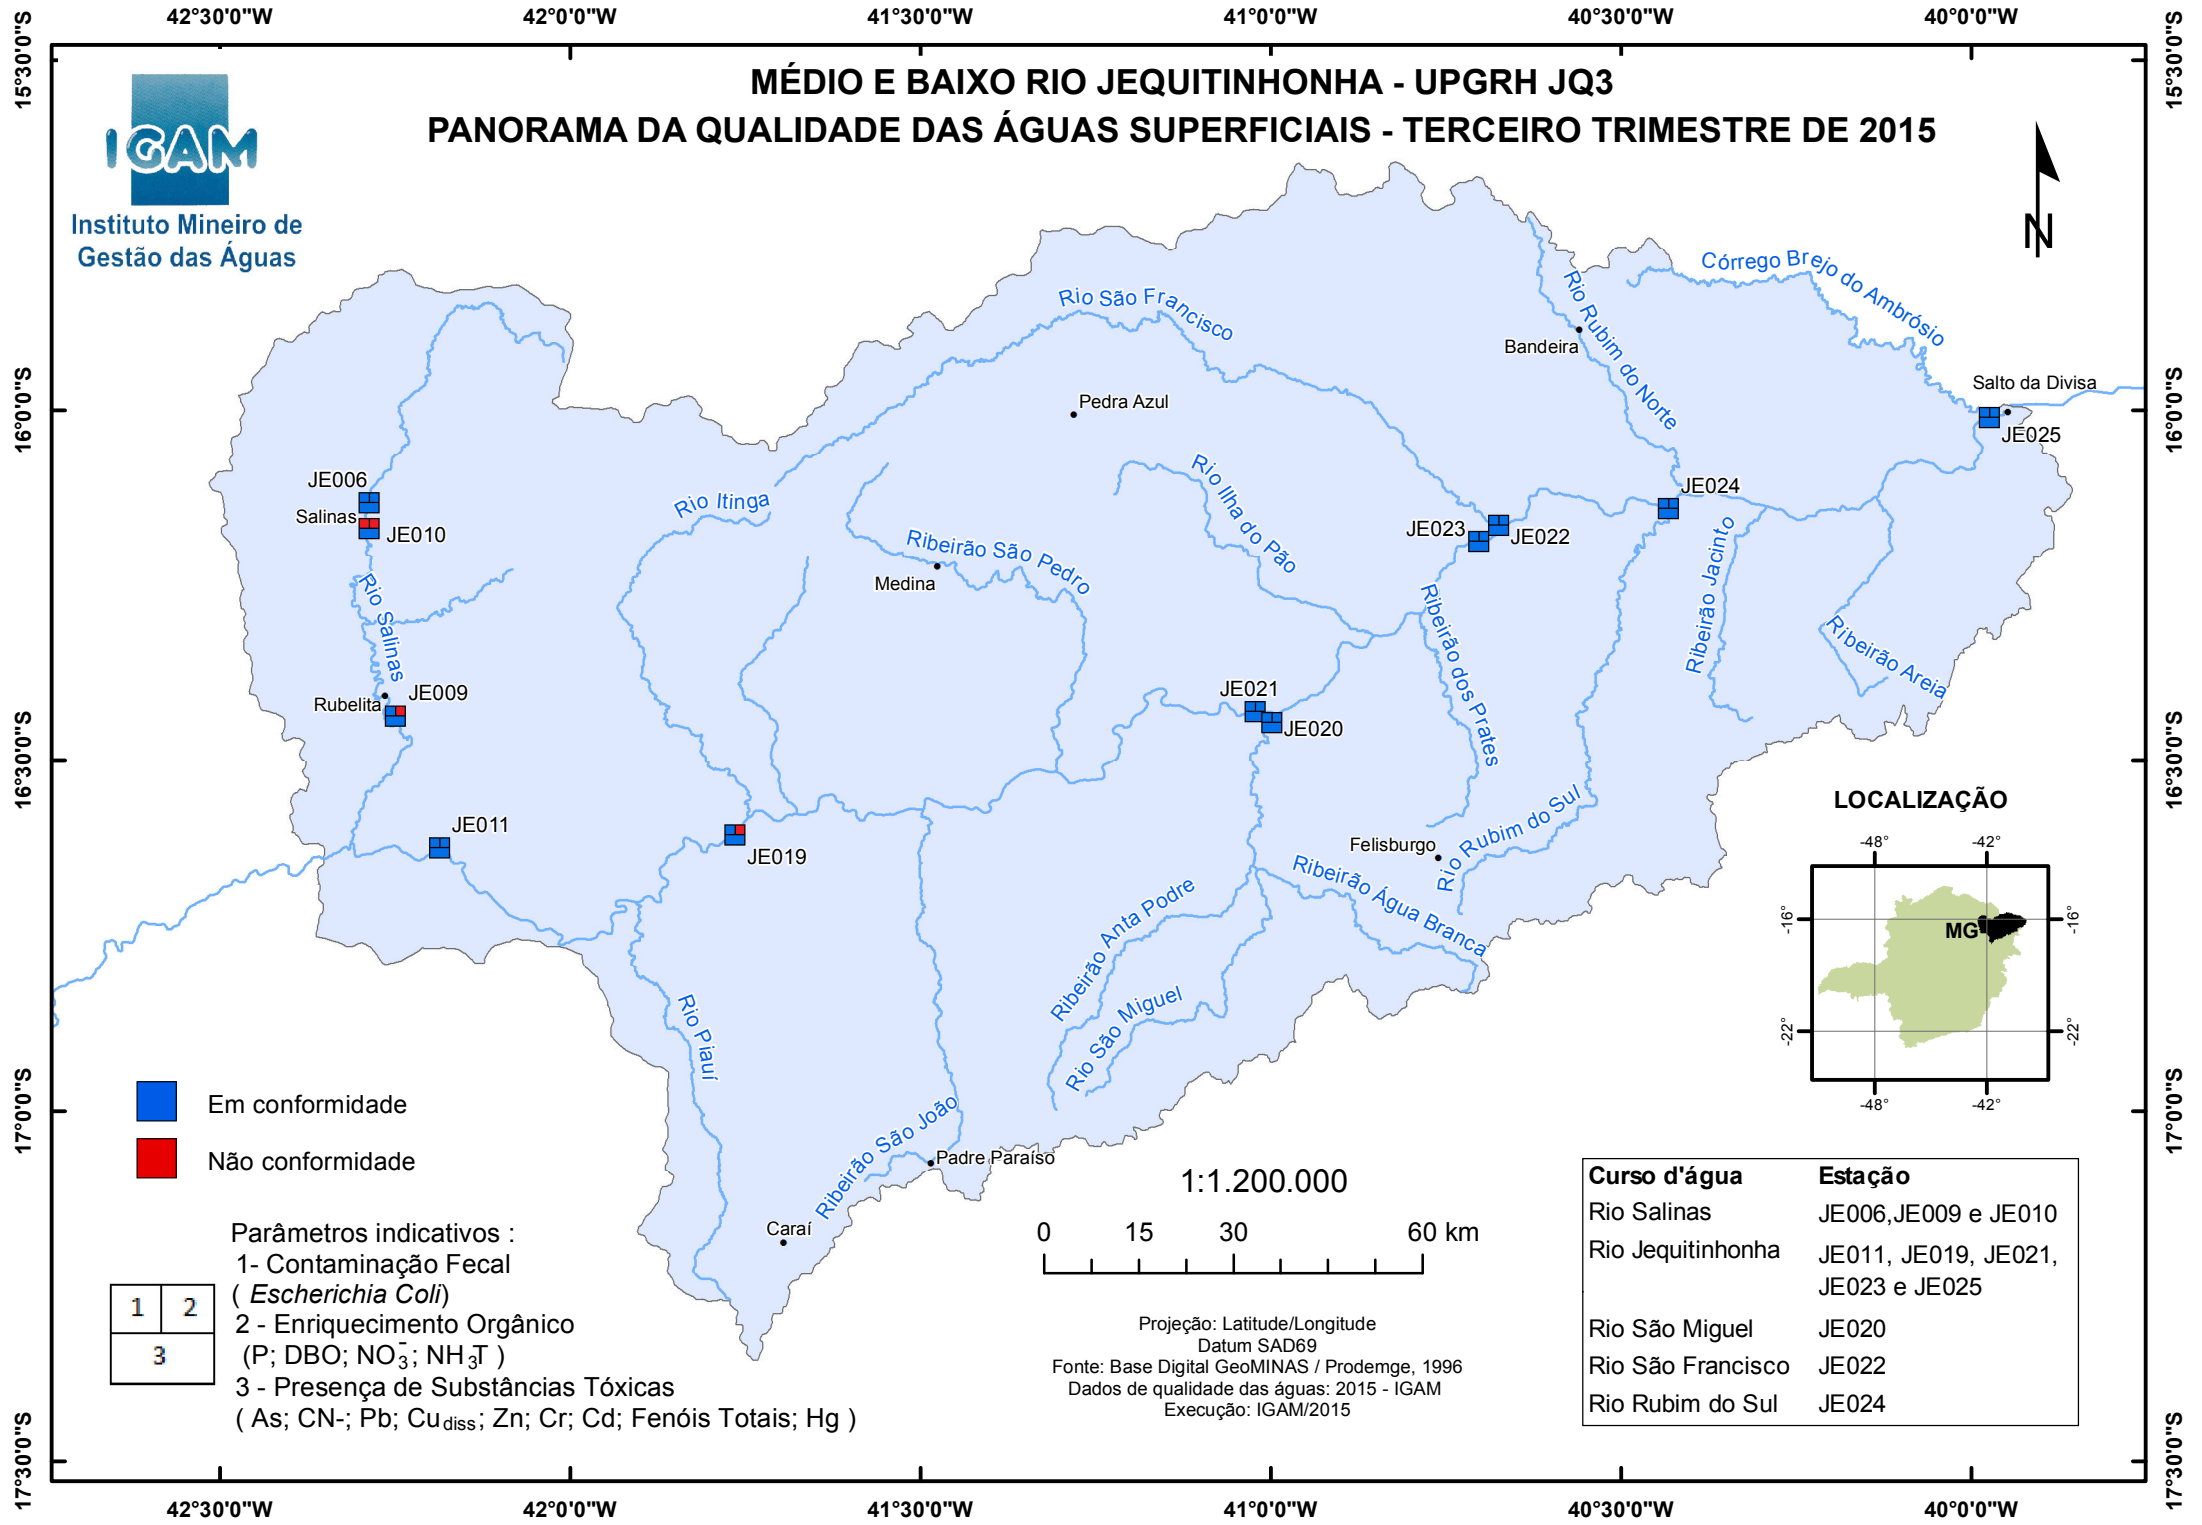 42°30'0"W 42°0'0"W 41°30'0"W 41°0'0"W 40°30'0"W 40°0'0"W
15°30'0"S
15°30'0"S
MÉDIO E BAIXO RIO JEQUITINHONHA - UPGRH JQ3
PANORAMA DA QUALIDADE DAS ÁGUAS SUPERFICIAIS - TERCEIRO TRIMESTRE DE 2015
IGAM
Instituto Mineiro de
Gestão das Águas
N
Córrego Brejo do Ambrósio
Rio São Francisco
Rio Rubim do Norte
Bandeira
Salto da Divisa
16°0'0"S
16°0'0"S
Pedra Azul
JE025
JE006
Salinas
JE010
Rio Itinga
Rio Ilha do Pão
JE024
JE023
JE022
Ribeirão São Pedro
Medina
Ribeirão Jacinto
Rio Salinas
Ribeirão dos Prates
Ribeirão Areia
Rubelita
JE009
JE021
JE020
16°30'0"S
16°30'0"S
JE011
JE019
Felisburgo
Rio Rubim do Sul
Ribeirão Água Branca
Ribeirão Anta Podre
Rio São Miguel
Rio Piauí
Ribeirão São João
Padre Paraíso
Caraí
LOCALIZAÇÃO
-48° -42°
-16° -16°
MG
-22° -22°
-48° -42°
17°0'0"S
17°0'0"S
Em conformidade
Não conformidade
Parâmetros indicativos :
1- Contaminação Fecal
( Escherichia Coli)
2 - Enriquecimento Orgânico
(P; DBO; NO3-; NH3T )
3 - Presença de Substâncias Tóxicas
( As; CN-; Pb; Cudiss; Zn; Cr; Cd; Fenóis Totais; Hg )
1 2
3
1:1.200.000
0 15 30 60 km
Projeção: Latitude/Longitude
Datum SAD69
Fonte: Base Digital GeoMINAS / Prodemge, 1996
Dados de qualidade das águas: 2015 - IGAM
Execução: IGAM/2015
Curso d'água Estação
Rio Salinas JE006,JE009 e JE010
Rio Jequitinhonha JE011, JE019, JE021,
JE023 e JE025
Rio São Miguel JE020
Rio São Francisco JE022
Rio Rubim do Sul JE024
17°30'0"S
17°30'0"S
42°30'0"W 42°0'0"W 41°30'0"W 41°0'0"W 40°30'0"W 40°0'0"W